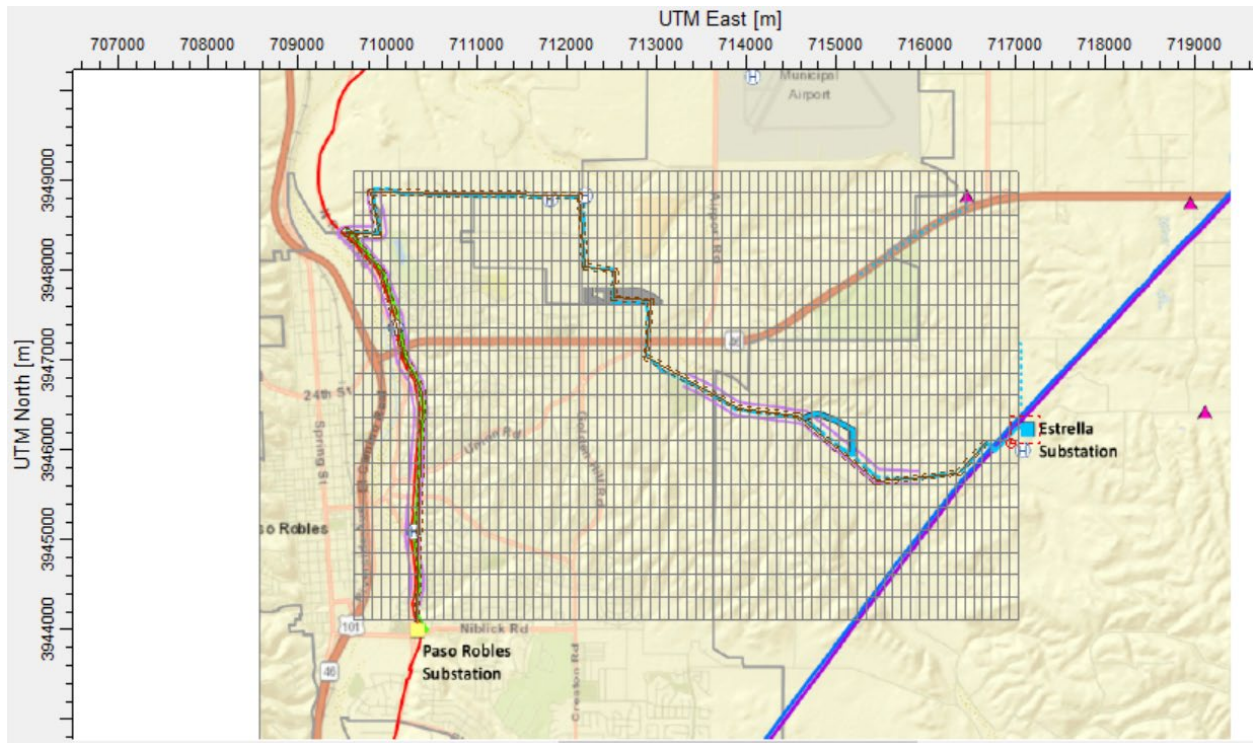 UTM East [m]
707000 708000 709000 710000 711000 712000 713000 714000 715000 716000 717000 718000 719000
UTM North [m]
3949000
3948000
3947000
3946000
3945000
3944000
Municipal
Airport
H
Airport Rd
46
24th St
Spring St
Union Rd
Golden Hill Rd
Estrella
Substation
H
so Robles
101
Niblick Rd
46
Paso Robles
Substation
Creston Rd